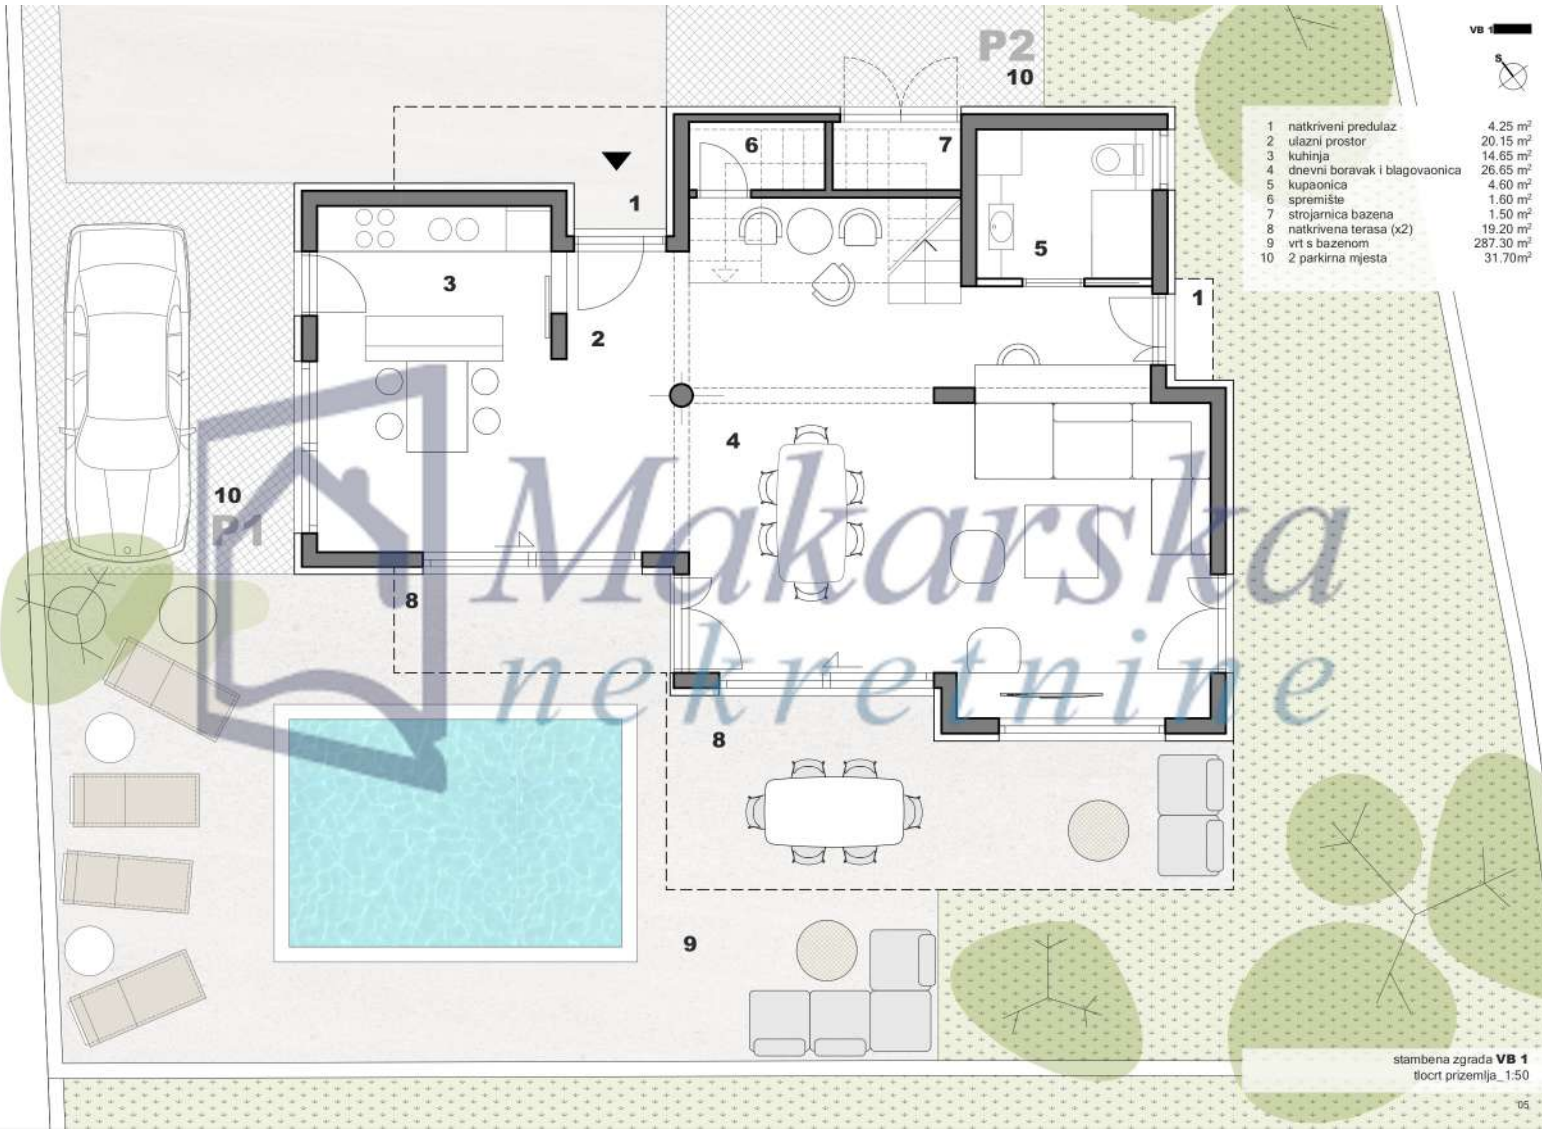 VB 1
S
P2
10
1 natkriveni predulaz 4.25 m²
2 ulazni prostor 20.15 m²
3 kuhinja 14.65 m²
4 dnevni boravak i blagovaonica 26.65 m²
5 kupaonica 4.60 m²
6 spremište 1.60 m²
7 strojarnica bazena 1.50 m²
8 natkrivena terasa (x2) 19.20 m²
9 vrt s bazenom 287.30 m²
10 2 parkirna mjesta 31.70m²
6
7
1
5
3
1
2
4
10
P1
Makarska
nekretnine
8
8
9
stambena zgrada VB 1
tlocrt prizemlja_1:50
05